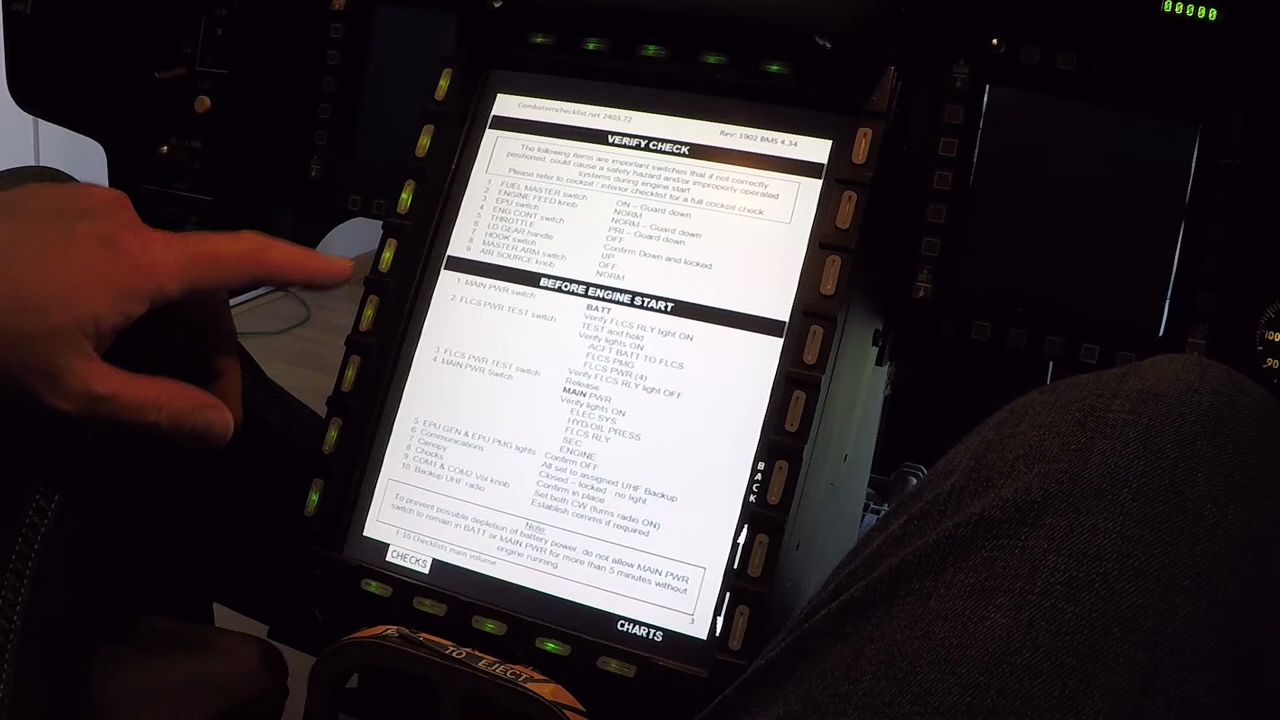 00000
Combatsimchecklist.net 2403.72
Rev: 1902 BMS 4.34
VERIFY CHECK
The following items are important switches that if not correctly
positioned, could cause a safety hazard and/or improperly operated
systems during engine start.
Please refer to cockpit / interior checklist for a full cockpit check
1 FUEL MASTER switch ON – Guard down
2 ENGINE FEED knob NORM
3 EPU switch NORM – Guard down
4 ENG CONT switch PRI – Guard down
5 THROTTLE OFF
6 LD GEAR handle Confirm Down and locked
7 HOOK switch UP
8 MASTER ARM switch OFF
9 AIR SOURCE knob NORM
BEFORE ENGINE START
1. MAIN PWR switch BATT
Verify FLCS RLY light ON
2. FLCS PWR TEST switch TEST and hold
Verify lights ON
ACFT BATT TO FLCS
FLCS PMG
FLCS PWR (4)
Verify FLCS RLY light OFF
3 FLCS PWR TEST switch Release
4 MAIN PWR Switch MAIN PWR
Verify lights ON
ELEC SYS
HYD/OIL PRESS
FLCS RLY
SEC
ENGINE
5 EPU GEN & EPU PMG lights Confirm OFF
6 Communications All set to assigned UHF Backup
7 Canopy Closed – locked - no light
8 Chocks Confirm in place
9 COM1 & COM2 Vol knob Set both CW (turns radio ON)
10. Backup UHF radio Establish comms if required
Note:
To prevent possible depletion of battery power, do not allow MAIN PWR
switch to remain in BATT or MAIN PWR for more than 5 minutes without
engine running.
F-16 Checklists main volume
3
BACK
CHECKS
CHARTS
TO EJECT
100
90